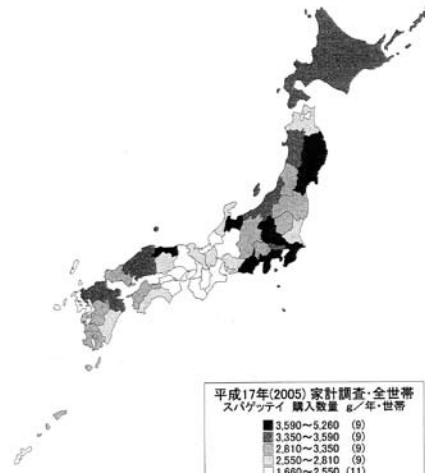 平成17年(2005) 家計調査・全世帯
スパゲッテイ 購入数量 g/年・世帯
3,590～5,260 (9)
3,350～3,590 (9)
2,810～3,350 (9)
2,550～2,810 (9)
1,660～2,550 (11)